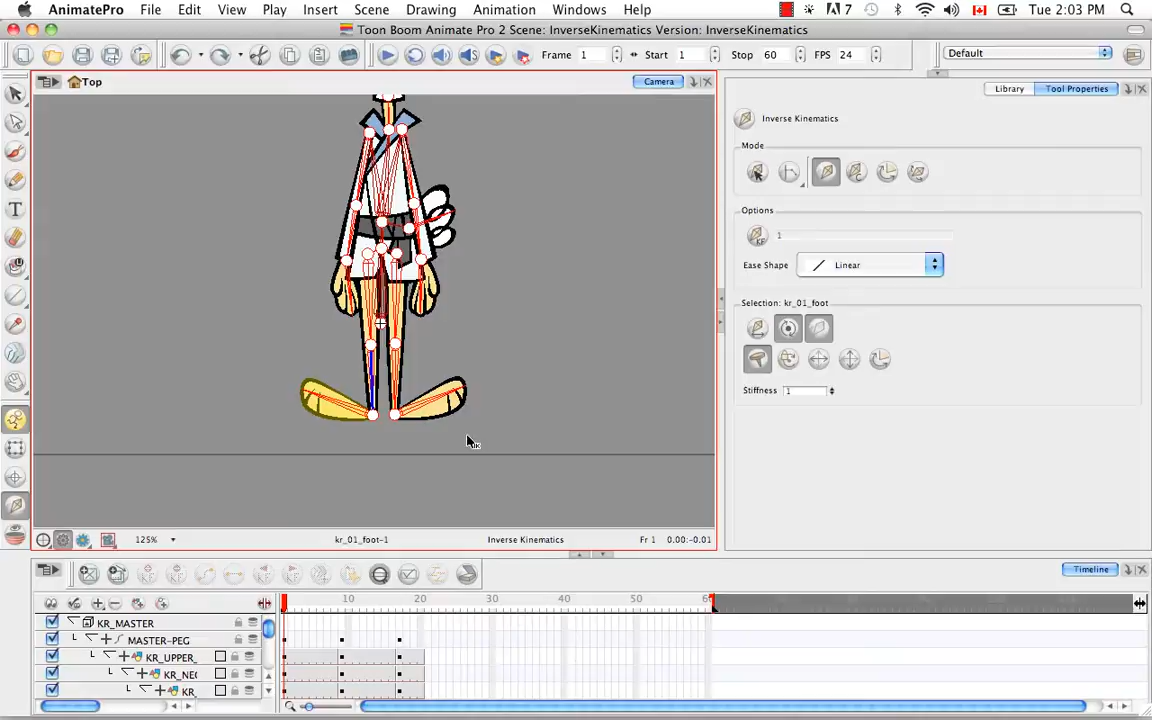 AnimatePro File Edit View Play Insert Scene Drawing Animation Windows Help 7 Tue 2:03 PM
Toon Boom Animate Pro 2 Scene: InverseKinematics Version: InverseKinematics
Frame 1 Start 1 Stop 60 FPS 24 Default
Top Camera
Library Tool Properties
Inverse Kinematics
Mode
Options
1
Ease Shape Linear
Selection: kr_01_foot
Stiffness 1
125% kr_01_foot-1 Inverse Kinematics Fr 1 0.00:-0.01
Timeline
10 20 30 40 50
KR_MASTER
MASTER-PEG
KR_UPPER_
KR_NE
KR_